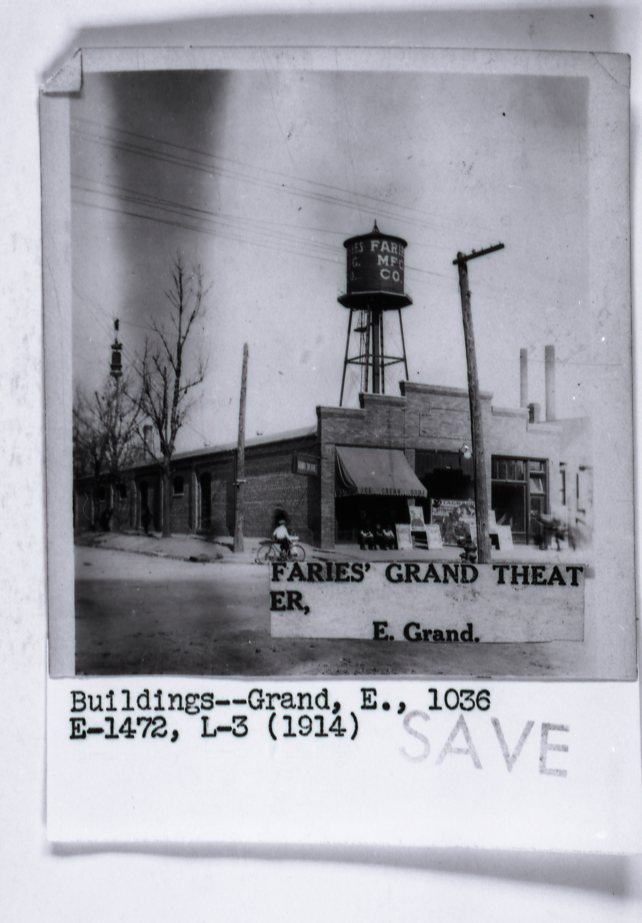 FARIES
MFG
CO.
FARIES' GRAND THEAT
ER,
E. Grand.
Buildings--Grand, E., 1036
E-1472, L-3 (1914)
SAVE